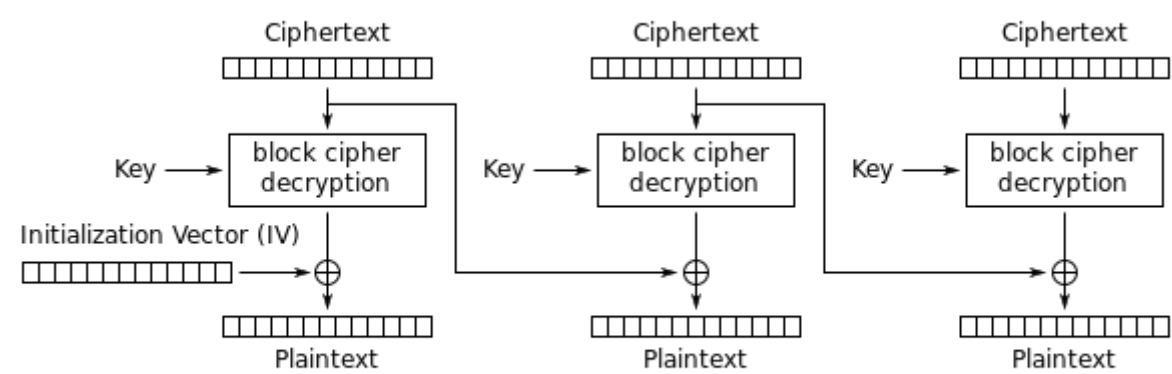 Ciphertext
Ciphertext
Ciphertext
Key
block cipher
decryption
Key
block cipher
decryption
Key
block cipher
decryption
Initialization Vector (IV)
Plaintext
Plaintext
Plaintext